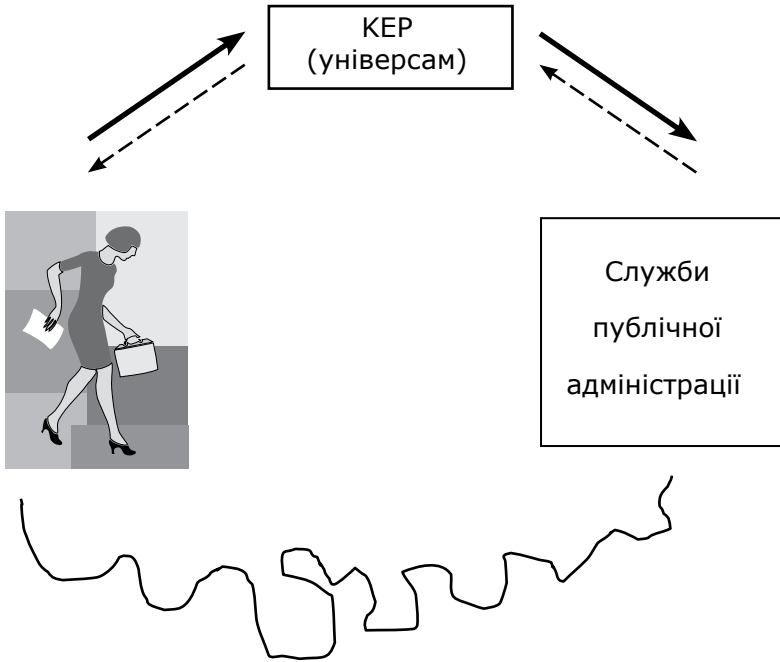 КЕР
(універсам)
Служби
публічної
адміністрації